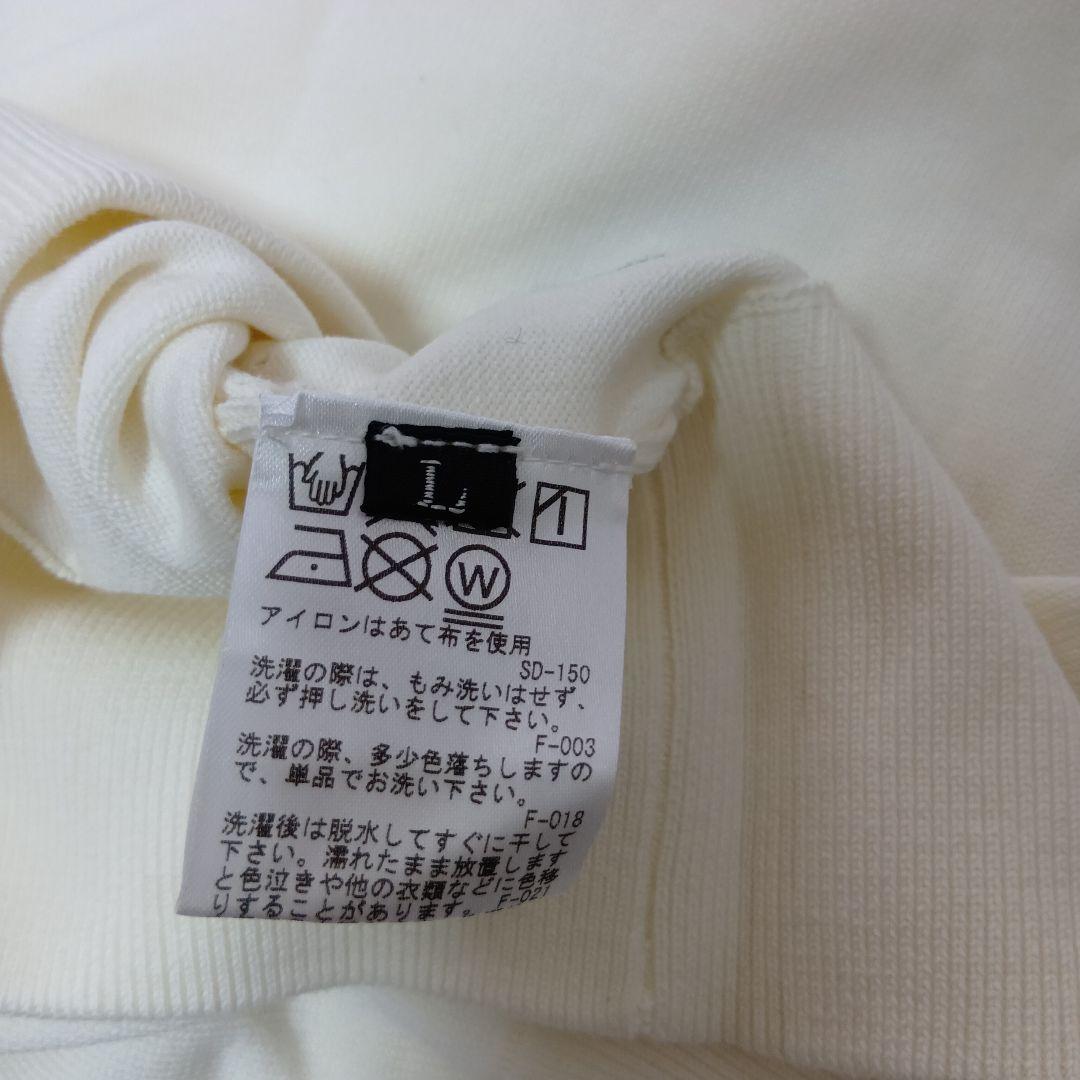 L
W
アイロンはあて布を使用
SD-150
洗濯の際は、もみ洗いはせず、
必ず押し洗いをして下さい。
F-003
洗濯の際、多少色落ちしますの
で、単品でお洗い下さい。
F-018
洗濯後は脱水してすぐに干して
下さい。濡れたまま放置します
と色泣きや他の衣類などに色移
りすることがあります。 F-021